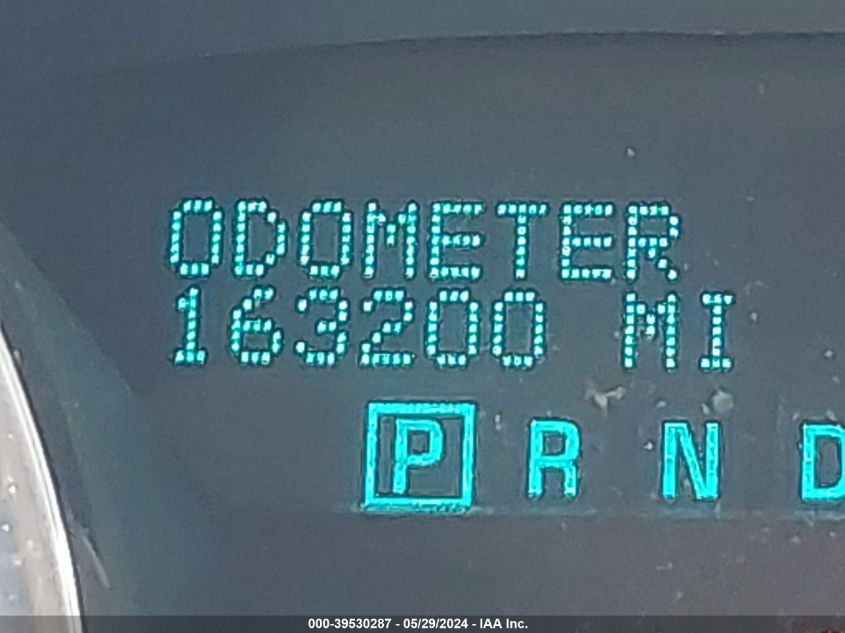 ODOMETER
163200 MI
P R N D
000-39530287 - 05/29/2024 - IAA Inc.